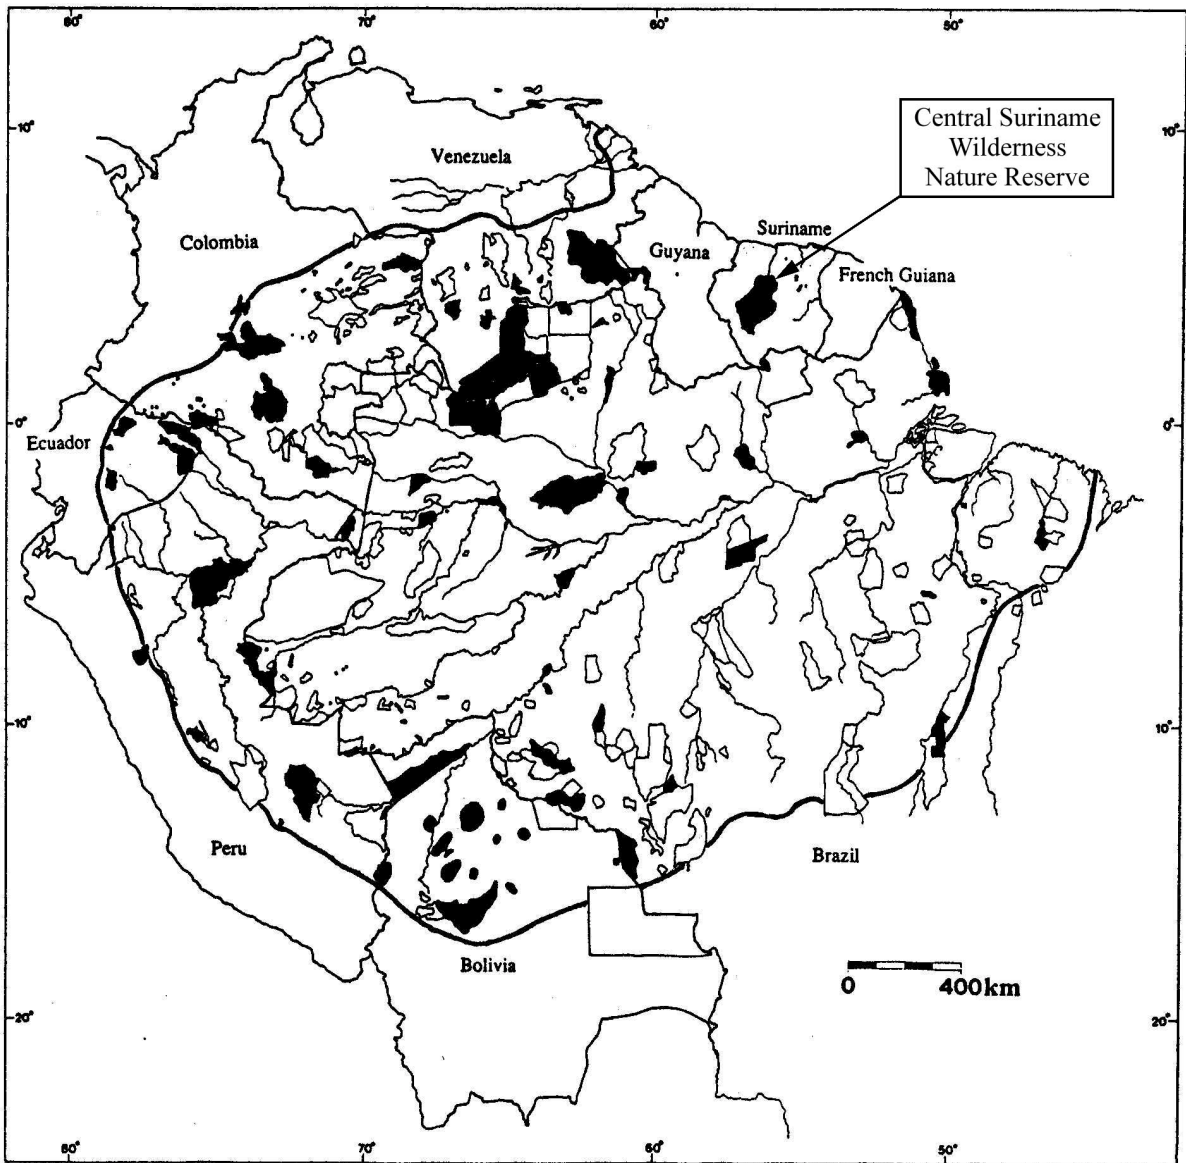 80°
70°
60°
50°
10°
10°
Central Suriname
Wilderness
Nature Reserve
Venezuela
Colombia
Guyana
Suriname
French Guiana
0°
0°
Ecuador
10°
10°
Peru
Brazil
Bolivia
0 400km
20°
20°
80°
70°
60°
50°